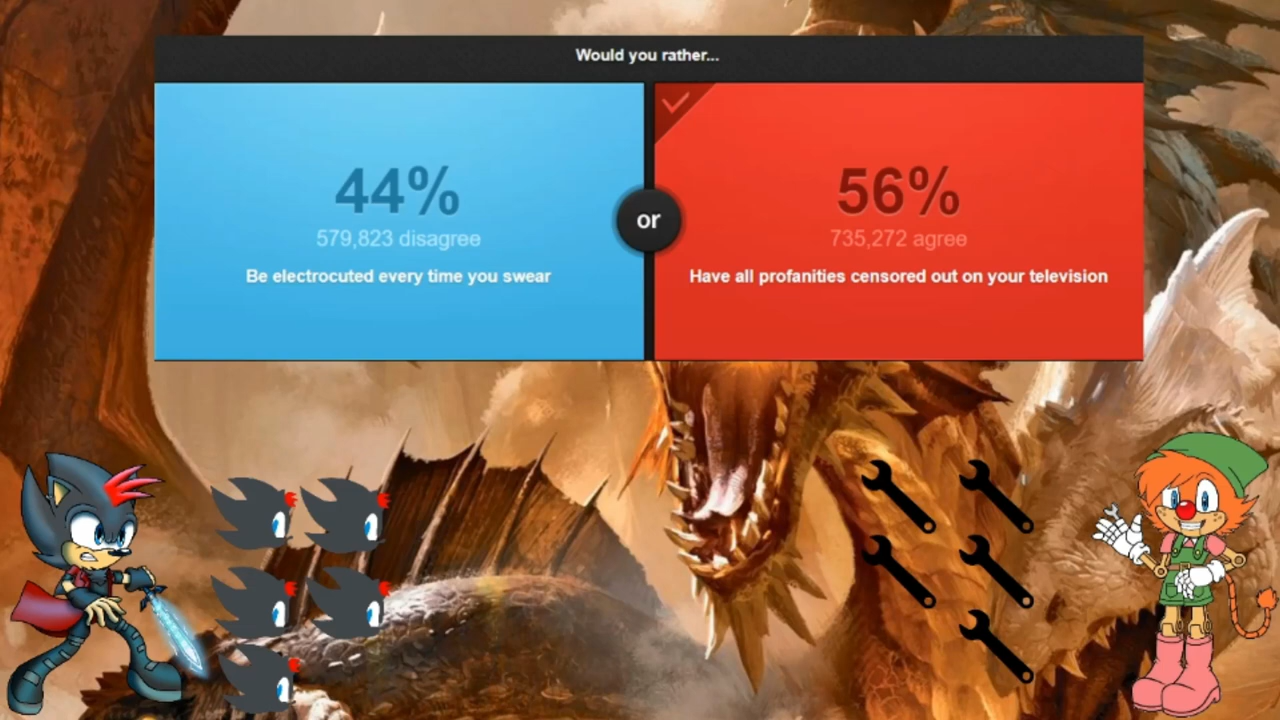 Would you rather...
44%
579,823 disagree
Be electrocuted every time you swear
or
56%
735,272 agree
Have all profanities censored out on your television